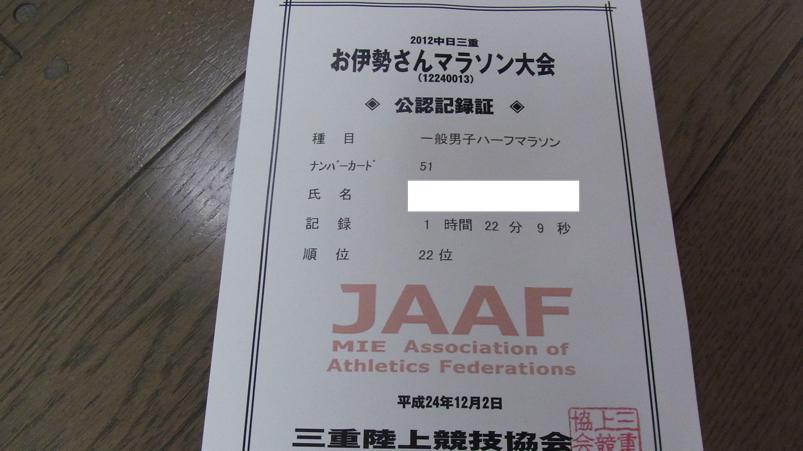 2012中日三重
お伊勢さんマラソン大会
(12240013)
◈ 公認記録証 ◈
種目 一般男子ハーフマラソン
ナンバーカード 51
氏名
記録 1時間22分9秒
順位 22位
JAAF
MIE Association of
Athletics Federations
平成24年12月2日
三重陸上競技協会